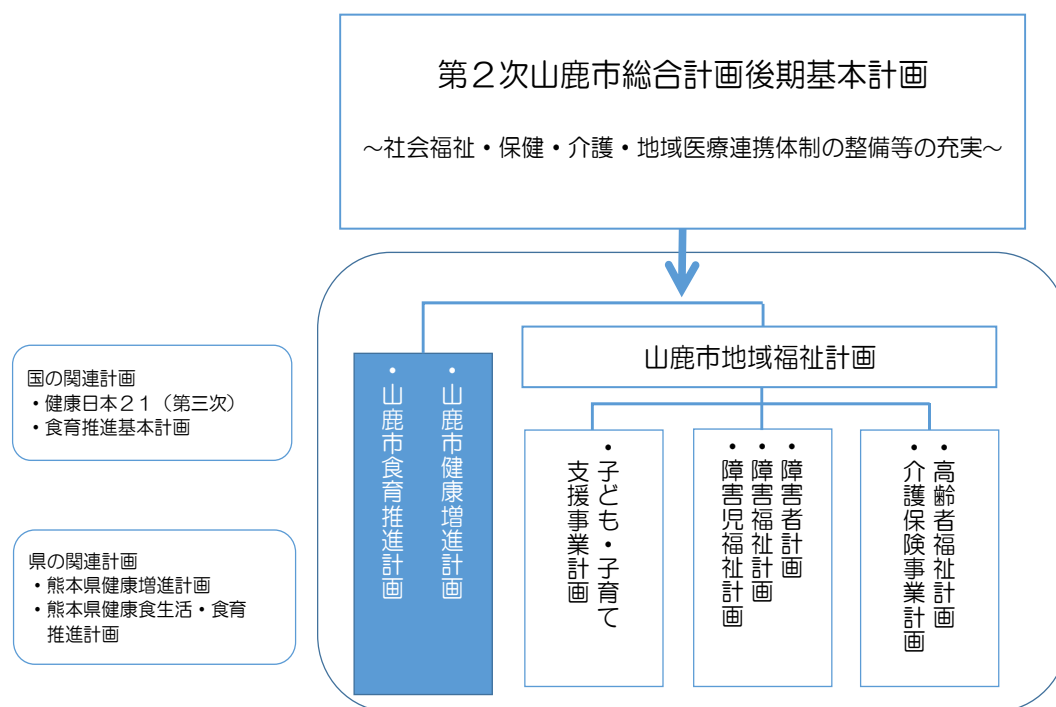 第２次山鹿市総合計画後期基本計画
～社会福祉・保健・介護・地域医療連携体制の整備等の充実～
国の関連計画
・健康日本２１（第三次）
・食育推進基本計画
県の関連計画
・熊本県健康増進計画
・熊本県健康食生活・食育
推進計画
・山鹿市健康増進計画
・山鹿市食育推進計画
山鹿市地域福祉計画
・子ども・子育て
支援事業計画
・障害者計画
・障害福祉計画
・障害児福祉計画
・高齢者福祉計画
・介護保険事業計画